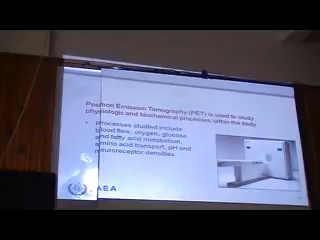 Positron Emission Tomography (PET) is used to study
physiologic and biochemical processes within the body
• processes studied include
blood flow, oxygen, glucose
and fatty acid metabolism,
amino acid transport, pH and
neuroreceptor densities
IAEA